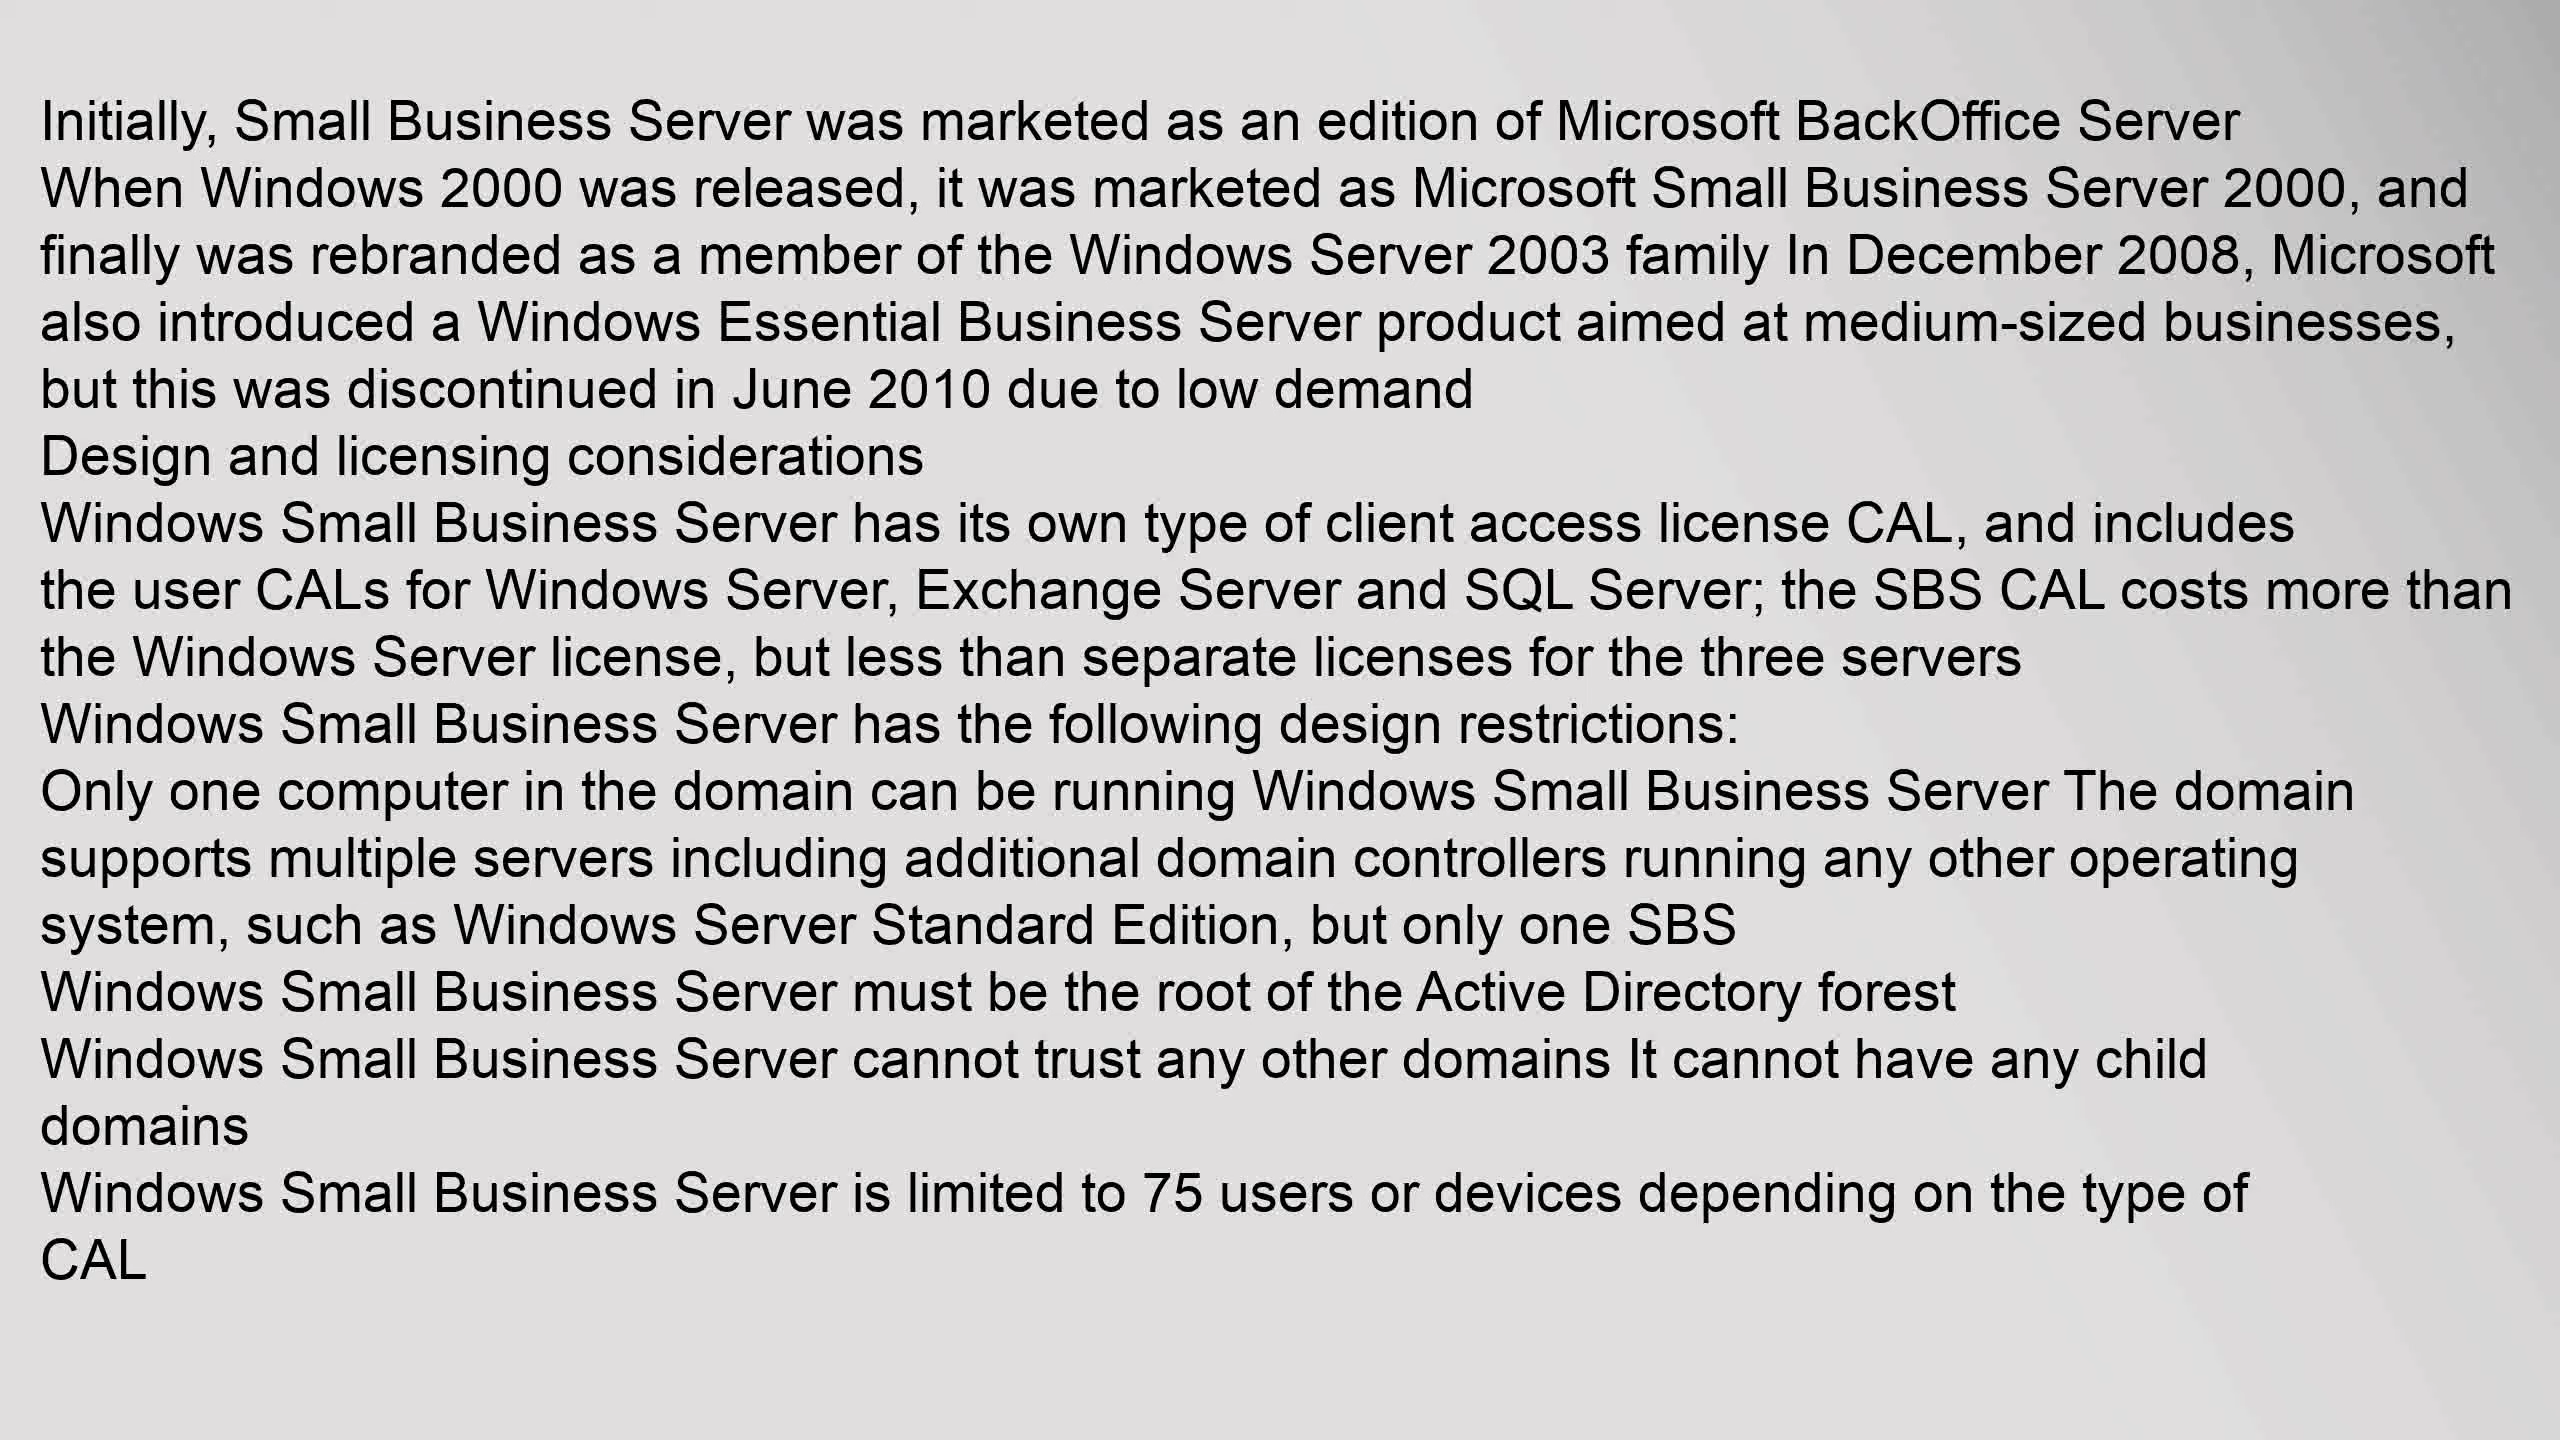 Initially, Small Business Server was marketed as an edition of Microsoft BackOffice Server
When Windows 2000 was released, it was marketed as Microsoft Small Business Server 2000, and
finally was rebranded as a member of the Windows Server 2003 family In December 2008, Microsoft
also introduced a Windows Essential Business Server product aimed at medium-sized businesses,
but this was discontinued in June 2010 due to low demand
Design and licensing considerations
Windows Small Business Server has its own type of client access license CAL, and includes
the user CALs for Windows Server, Exchange Server and SQL Server; the SBS CAL costs more than
the Windows Server license, but less than separate licenses for the three servers
Windows Small Business Server has the following design restrictions:
Only one computer in the domain can be running Windows Small Business Server The domain
supports multiple servers including additional domain controllers running any other operating
system, such as Windows Server Standard Edition, but only one SBS
Windows Small Business Server must be the root of the Active Directory forest
Windows Small Business Server cannot trust any other domains It cannot have any child
domains
Windows Small Business Server is limited to 75 users or devices depending on the type of
CAL